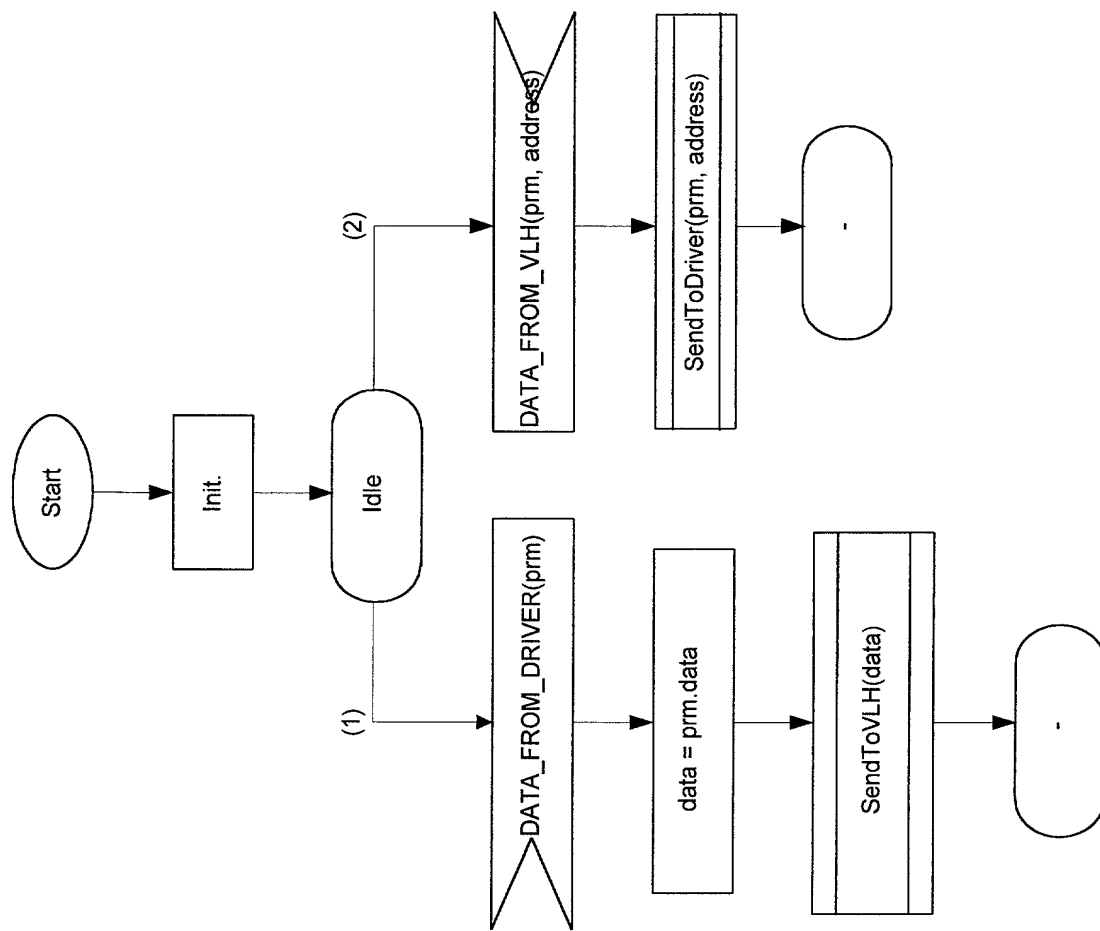 Start
Init.
Idle
(1)
(2)
DATA_FROM_DRIVER(prm)
DATA_FROM_VLH(prm, address)
data = prm.data
SendToDriver(prm, address)
SendToVLH(data)
-
-